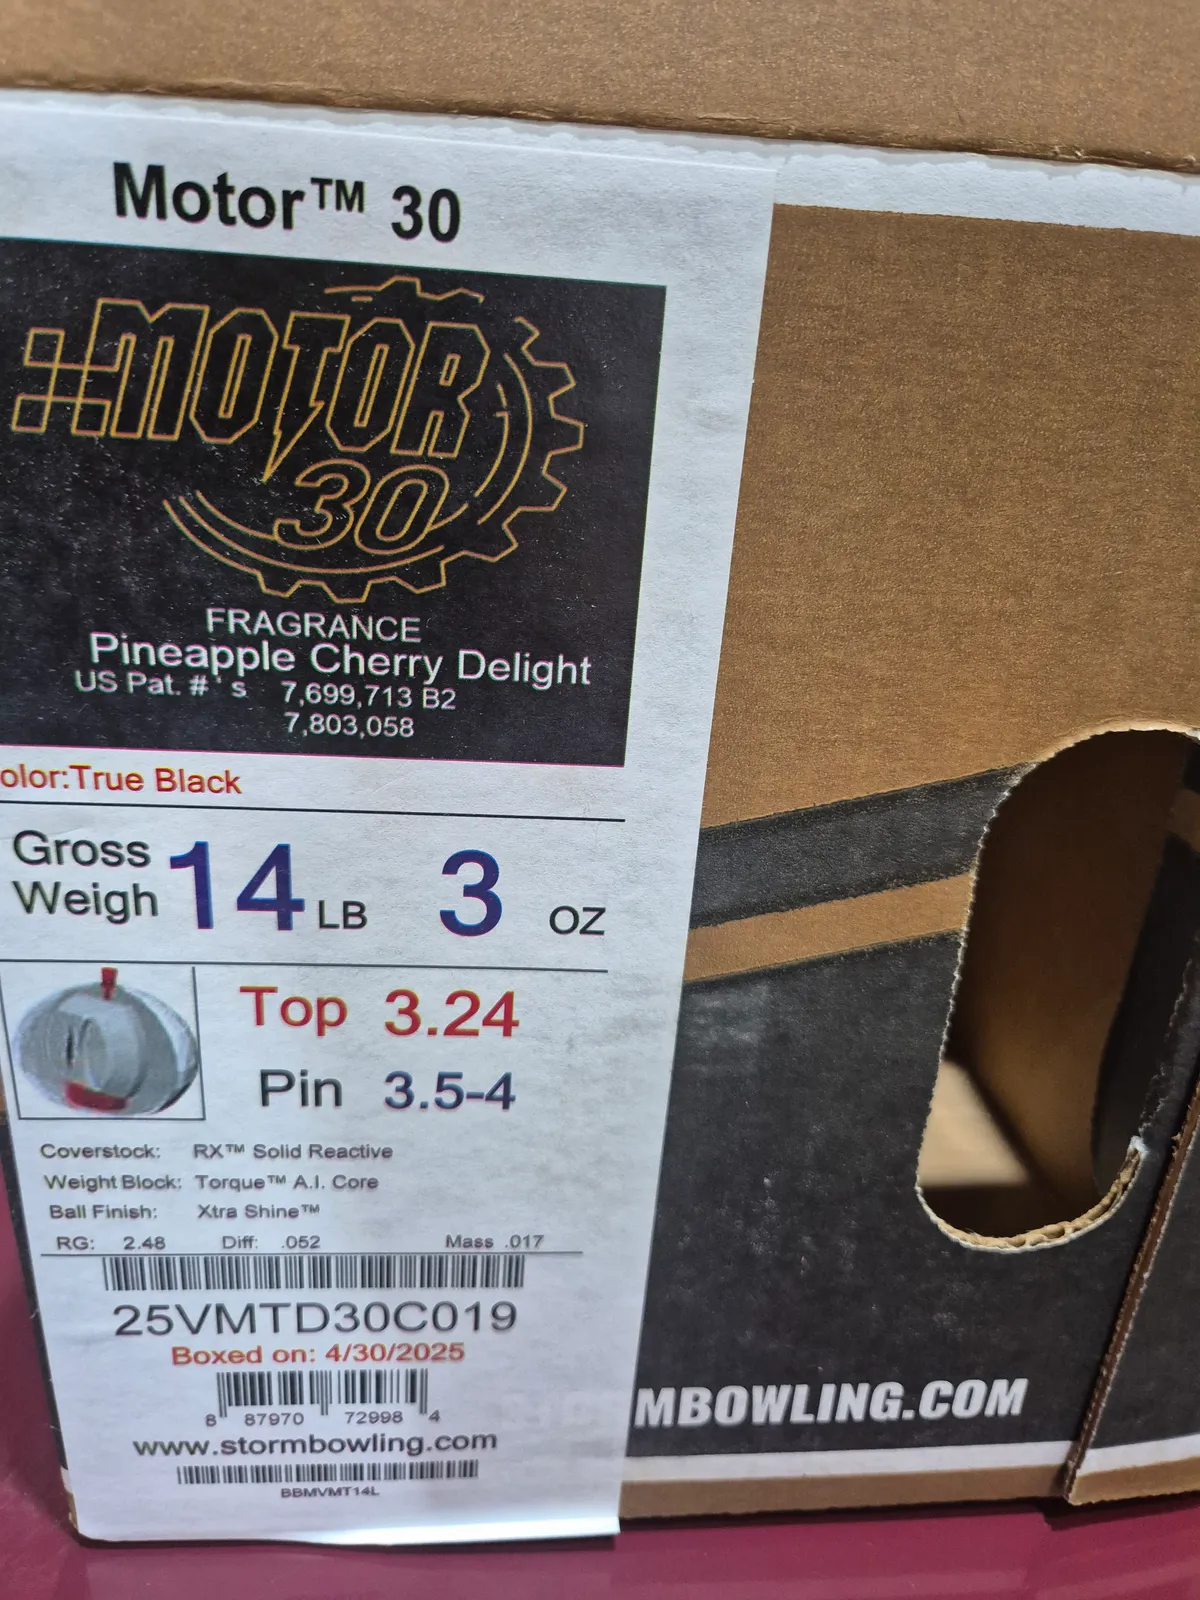 Motor™ 30
MOTOR
30
FRAGRANCE
Pineapple Cherry Delight
US Pat. #'s 7,699,713 B2
7,803,058
olor:True Black
Gross
Weigh 14 LB 3 OZ
Top 3.24
Pin 3.5-4
Coverstock: RX™ Solid Reactive
Weight Block: Torque™ A.I. Core
Ball Finish: Xtra Shine™
RG: 2.48 Diff: .052 Mass .017
25VMTD30C019
Boxed on: 4/30/2025
8 87970 72998 4
www.stormbowling.com
BBMVMT14L
MBOWLING.COM